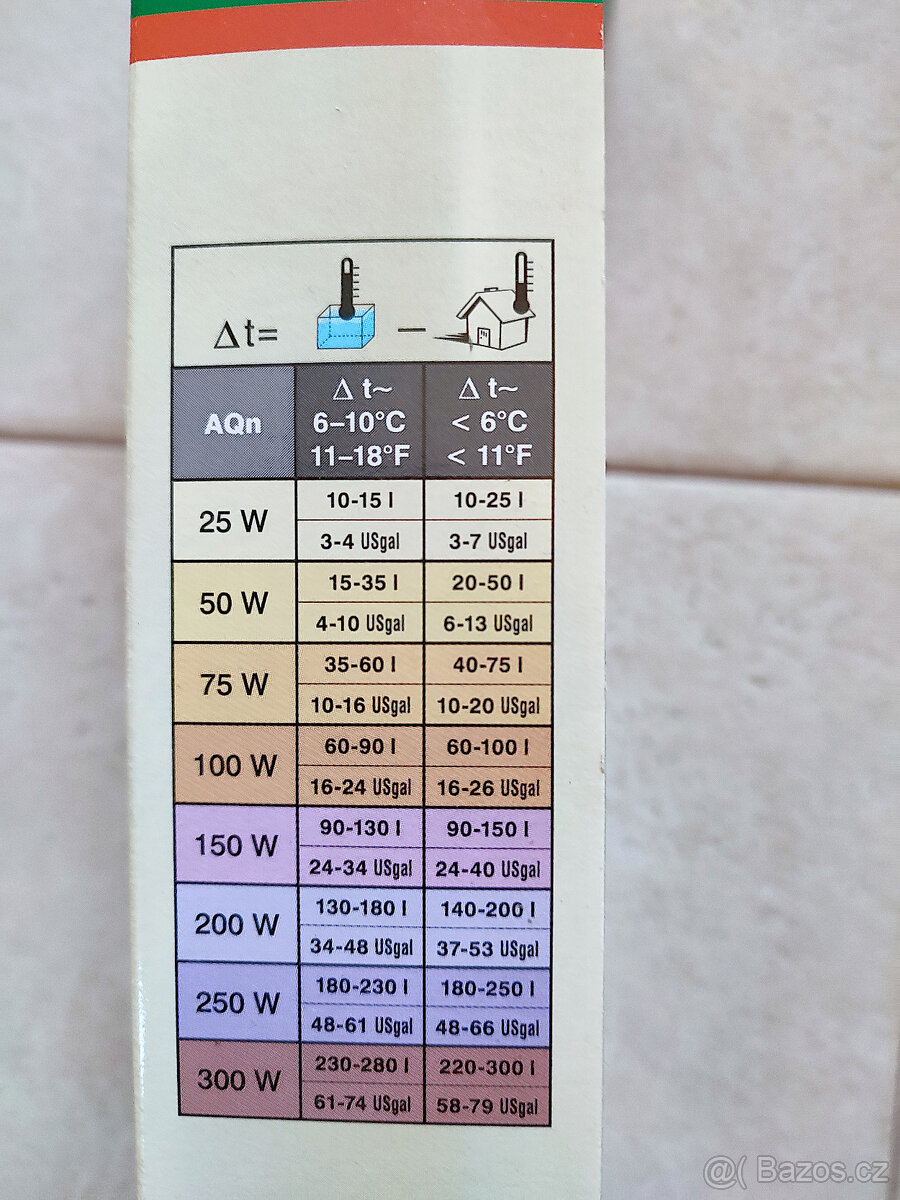 Δ t= –
AQn
Δ t~
6–10°C
11–18°F
Δ t~
< 6°C
< 11°F
25 W
10-15 l
10-25 l
3-4 USgal
3-7 USgal
50 W
15-35 l
20-50 l
4-10 USgal
6-13 USgal
75 W
35-60 l
40-75 l
10-16 USgal
10-20 USgal
100 W
60-90 l
60-100 l
16-24 USgal
16-26 USgal
150 W
90-130 l
90-150 l
24-34 USgal
24-40 USgal
200 W
130-180 l
140-200 l
34-48 USgal
37-53 USgal
250 W
180-230 l
180-250 l
48-61 USgal
48-66 USgal
300 W
230-280 l
220-300 l
61-74 USgal
58-79 USgal
@( Bazos.cz